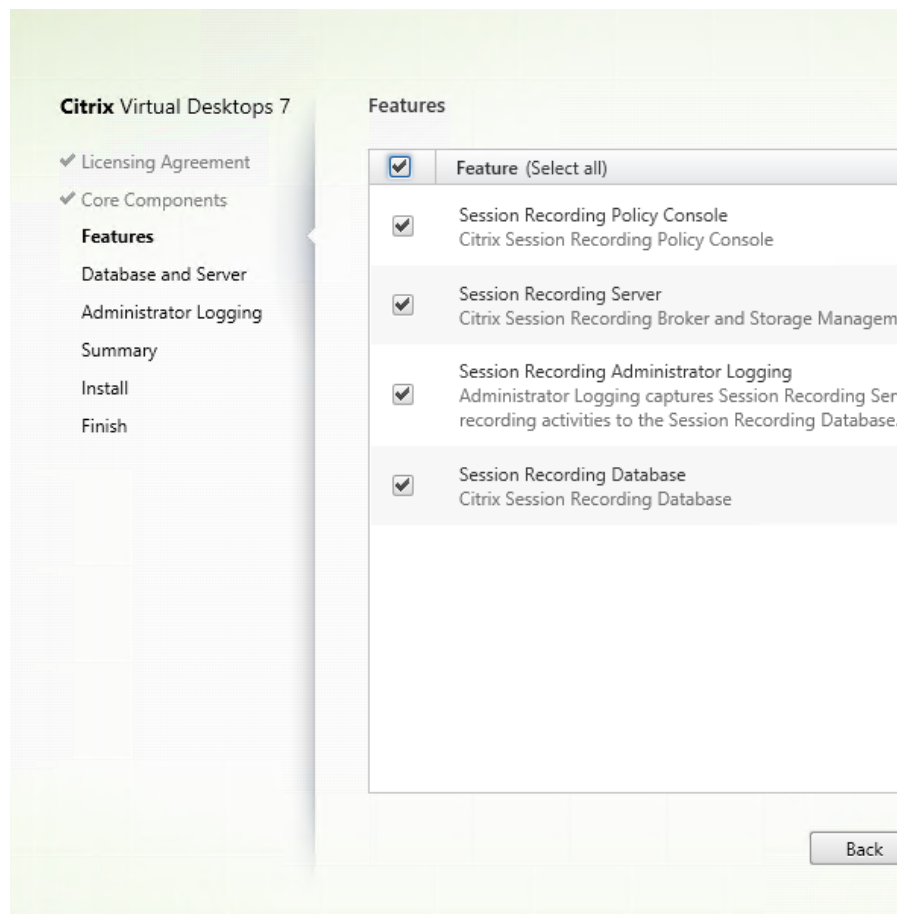 Citrix Virtual Desktops 7
Licensing Agreement
Core Components
Features
Database and Server
Administrator Logging
Summary
Install
Finish
Features
Feature (Select all)
Session Recording Policy Console
Citrix Session Recording Policy Console
Session Recording Server
Citrix Session Recording Broker and Storage Managem
Session Recording Administrator Logging
Administrator Logging captures Session Recording Ser
recording activities to the Session Recording Database.
Session Recording Database
Citrix Session Recording Database
Back